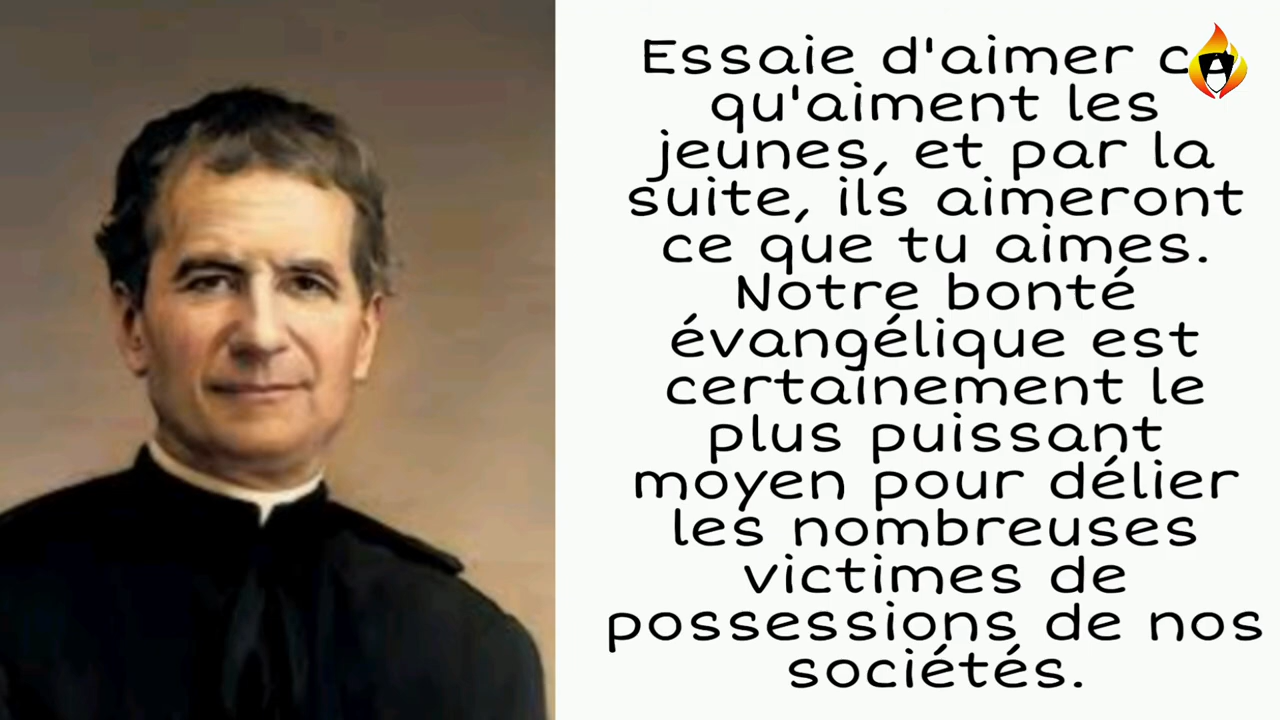 Essaie d'aimer c
qu'aiment les
jeunes, et par la
suite, ils aimeront
ce que tu aimes.
Notre bonté
évangélique est
certainement le
plus puissant
moyen pour délier
les nombreuses
victimes de
possessions de nos
sociétés.